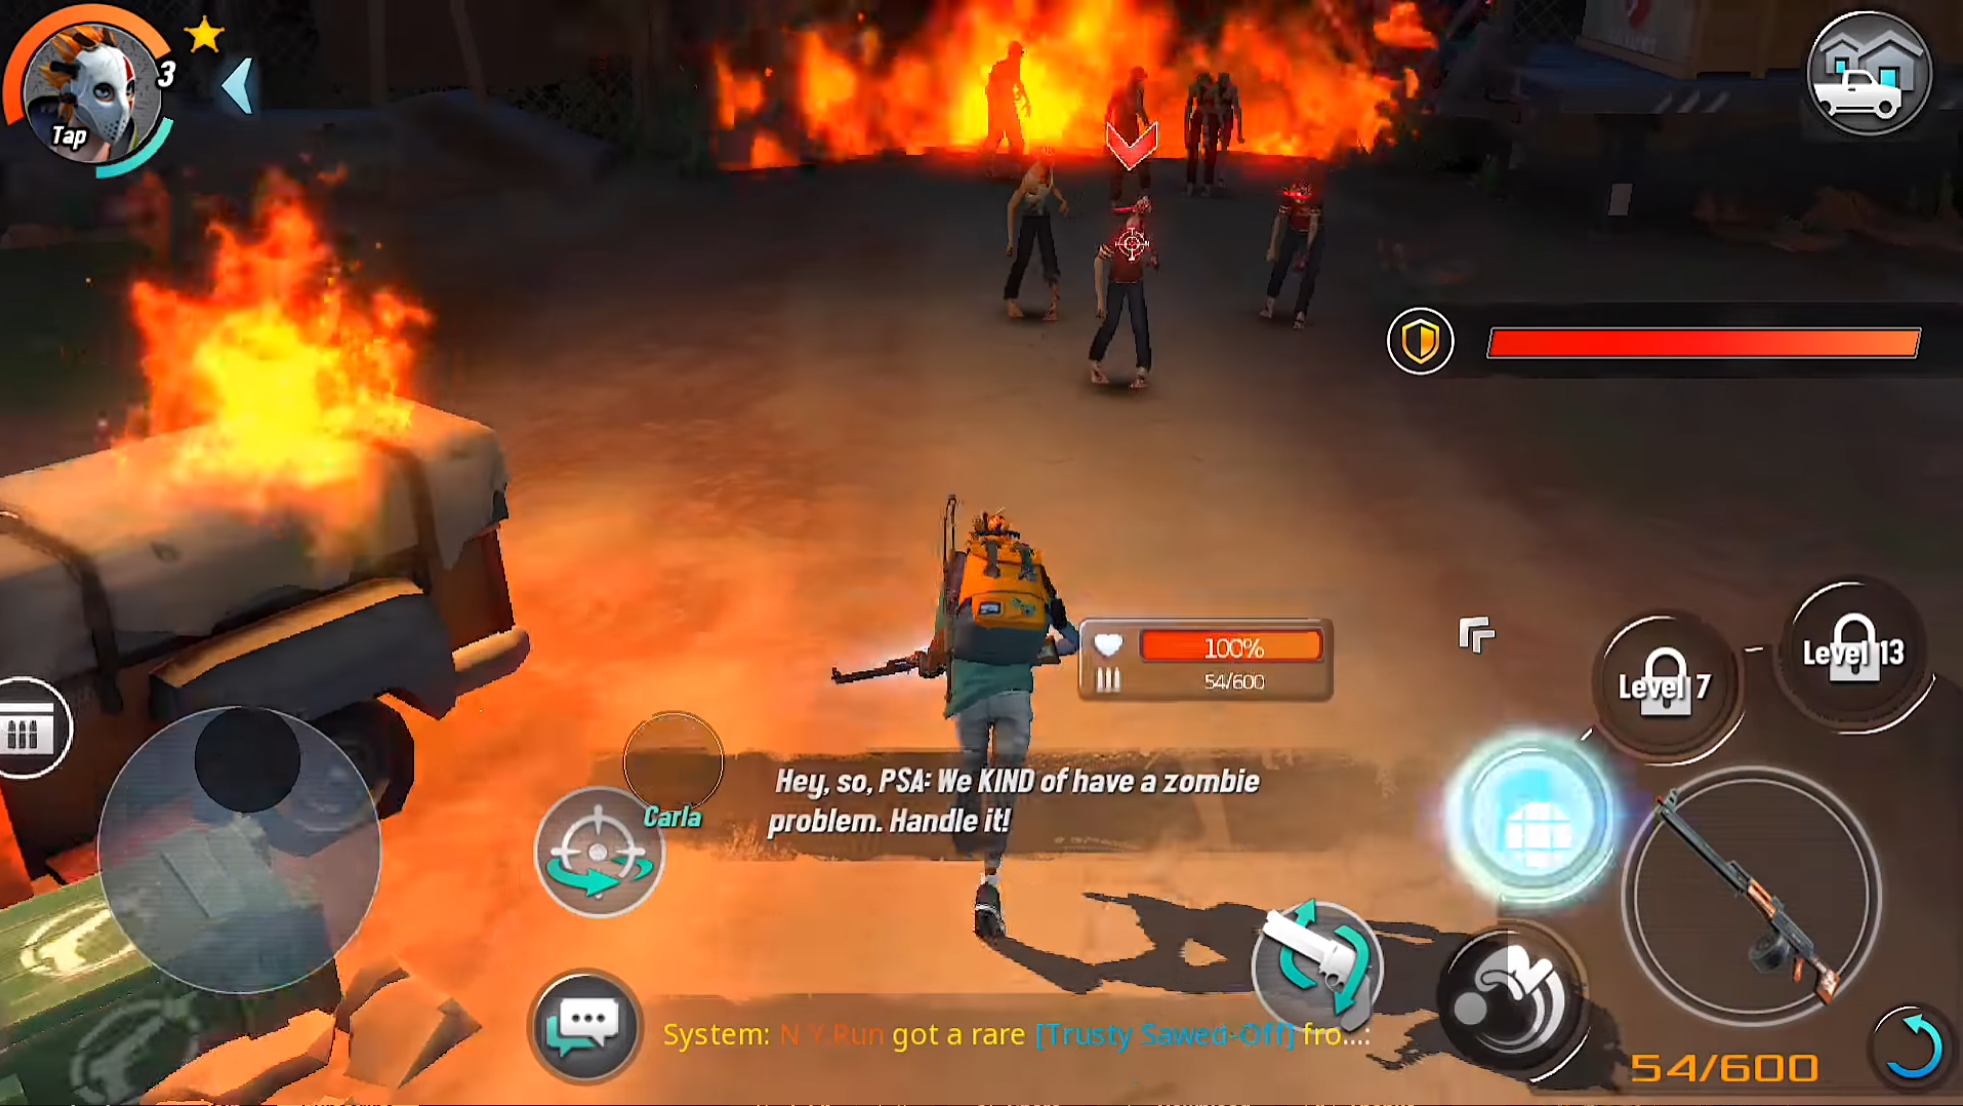 3
Tap
Level 13
Level 7
100%
54/600
Carla
Hey, so, PSA: We KIND of have a zombie
problem. Handle it!
System: N.Y.Run got a rare [Trusty Sawed-Off] fro....:
54/600